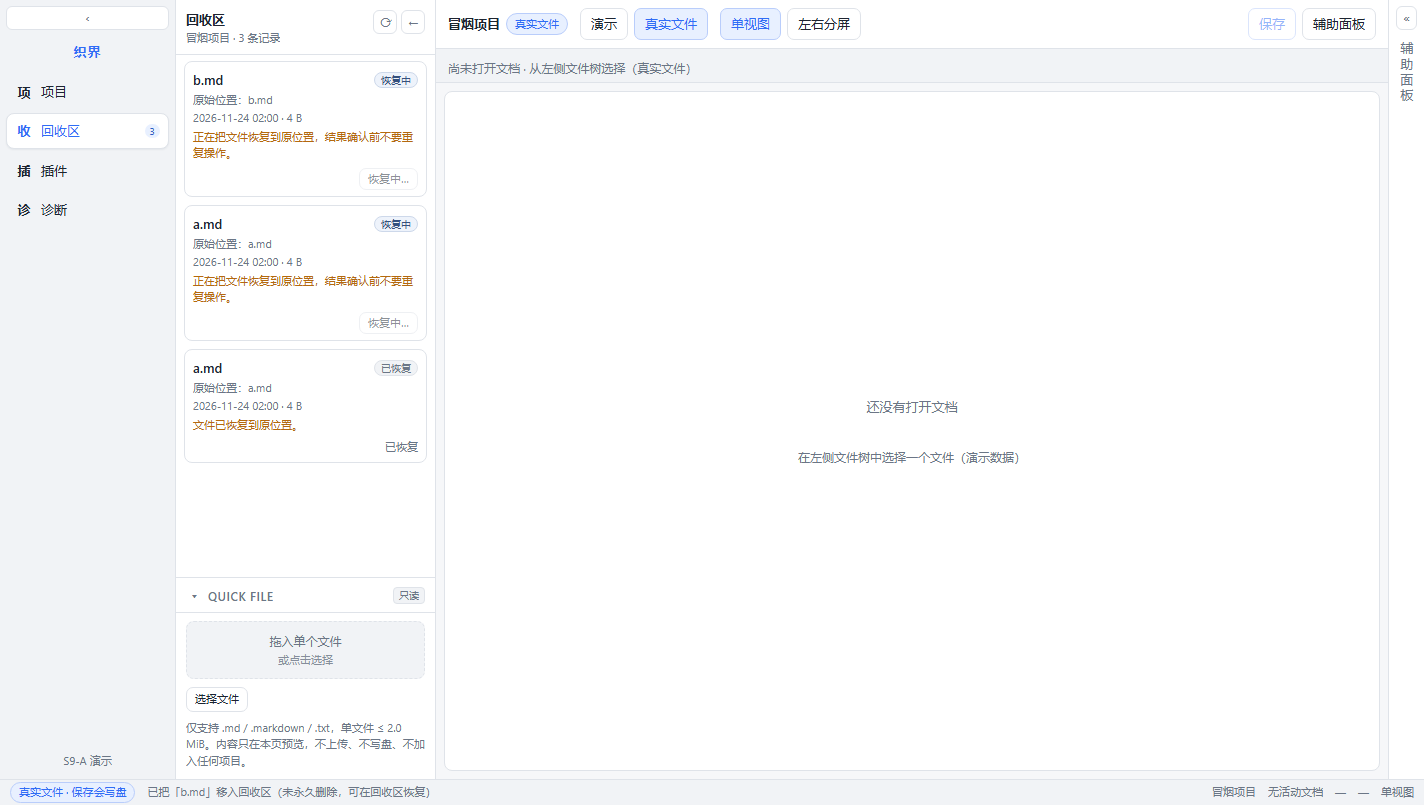 ‹
织界
项 项目
收 回收区 3
插 插件
诊 诊断
S9-A 演示
回收区
冒烟项目 · 3 条记录
⟳ ←
b.md 恢复中
原始位置：b.md
2026-11-24 02:00 · 4 B
正在把文件恢复到原位置，结果确认前不要重
复操作。
恢复中...
a.md 恢复中
原始位置：a.md
2026-11-24 02:00 · 4 B
正在把文件恢复到原位置，结果确认前不要重
复操作。
恢复中...
a.md 已恢复
原始位置：a.md
2026-11-24 02:00 · 4 B
文件已恢复到原位置。
已恢复
QUICK FILE 只读
拖入单个文件
或点击选择
选择文件
仅支持 .md / .markdown / .txt，单文件 ≤ 2.0
MiB。内容只在本页预览，不上传、不写盘、不加
入任何项目。
冒烟项目 真实文件 演示 真实文件 单视图 左右分屏 保存 辅助面板
尚未打开文档 · 从左侧文件树选择（真实文件）
还没有打开文档
在左侧文件树中选择一个文件（演示数据）
«
辅
助
面
板
真实文件 · 保存会写盘 已把「b.md」移入回收区（未永久删除，可在回收区恢复） 冒烟项目 无活动文档 — — 单视图